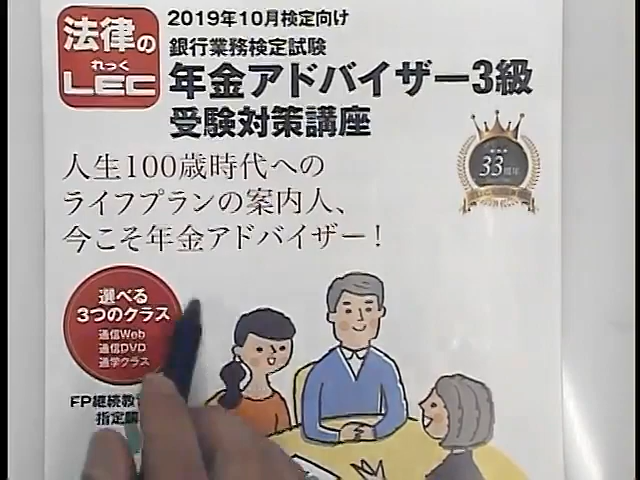 法律の
れっく
LEC
2019年10月検定向け
銀行業務検定試験
年金アドバイザー3級
受験対策講座
人生100歳時代への
ライフプランの案内人、
今こそ年金アドバイザー！
33周年
選べる
3つのクラス
通信Web
通信DVD
通学クラス
FP継続教
指定講